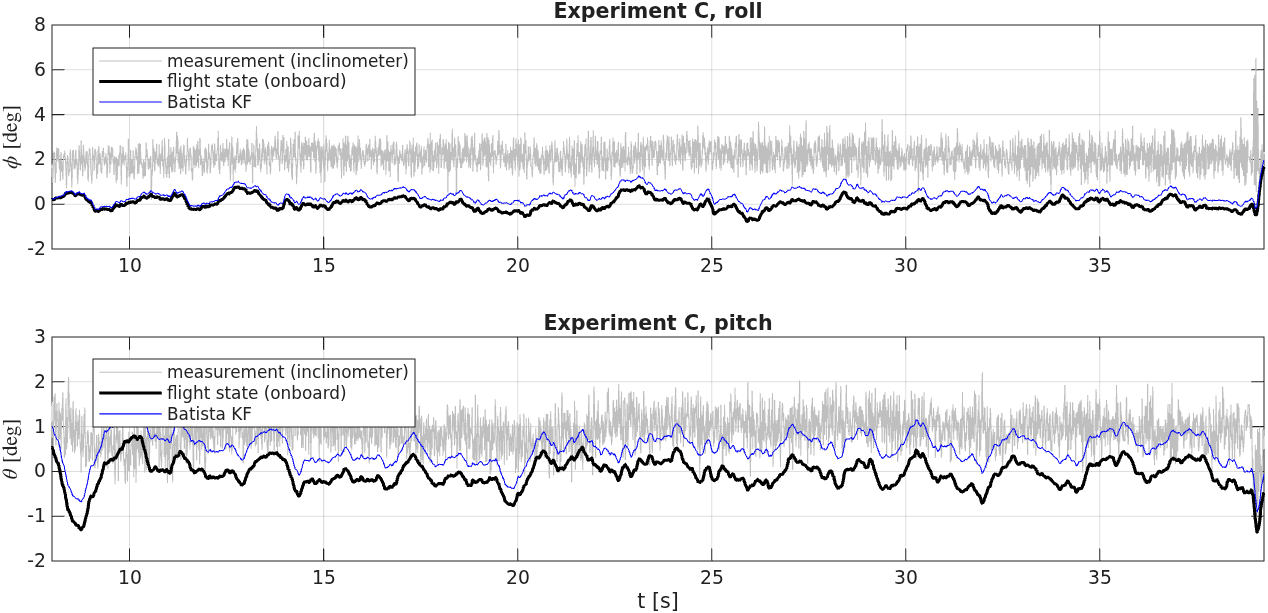 Experiment C, roll
8
6
4
2
0
-2
ϕ [deg]
measurement (inclinometer)
flight state (onboard)
Batista KF
10 15 20 25 30 35
Experiment C, pitch
3
2
1
0
-1
-2
θ [deg]
measurement (inclinometer)
flight state (onboard)
Batista KF
10 15 20 25 30 35
t [s]